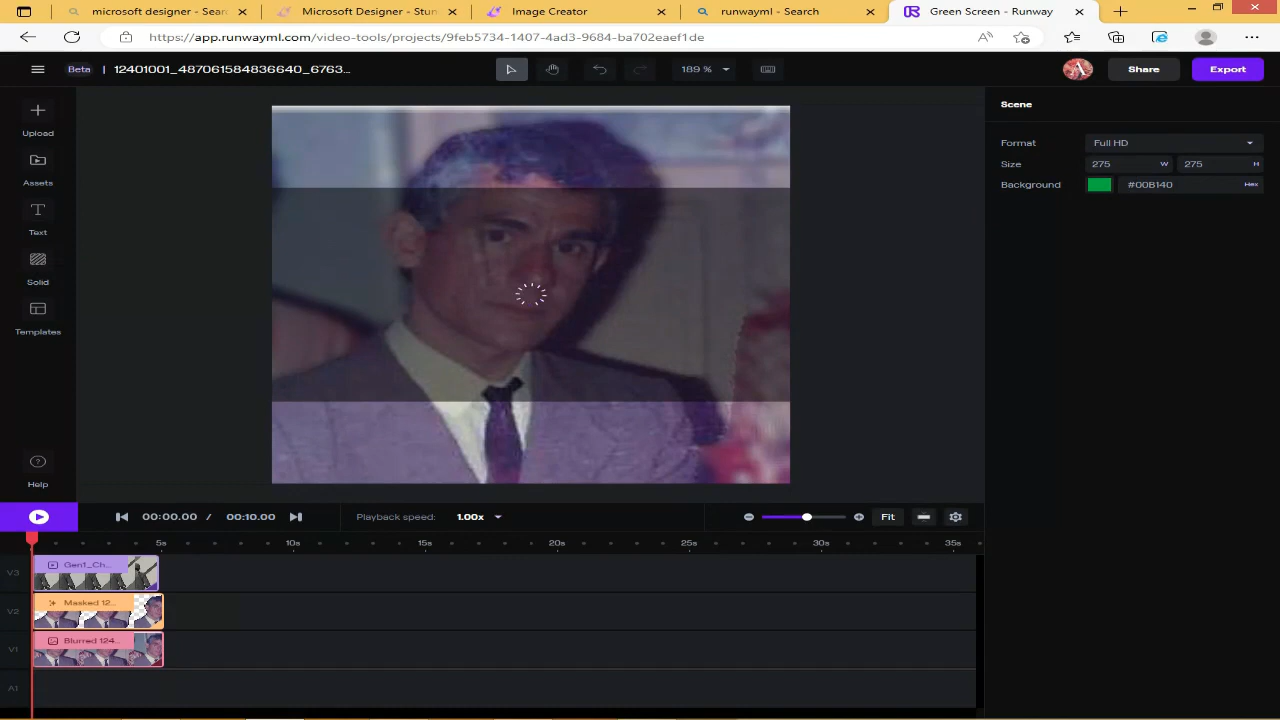 microsoft designer - Sear
Microsoft Designer - Stun
Image Creator
runwayml - Search
Green Screen - Runway
https://app.runwayml.com/video-tools/projects/9feb5734-1407-4ad3-9684-ba702eaef1de
Beta
12401001_487061584836640_6763...
189 %
Share
Export
Upload
Assets
Text
Solid
Templates
Help
Scene
Format
Full HD
Size
275 W
275 H
Background
#00B140 Hex
00:00.00 / 00:10.00
Playback speed: 1.00x
Fit
5s 10s 15s 20s 25s 30s 35s
V3
Gen1_Ch...
V2
Masked 12...
V1
Blurred 124...
A1